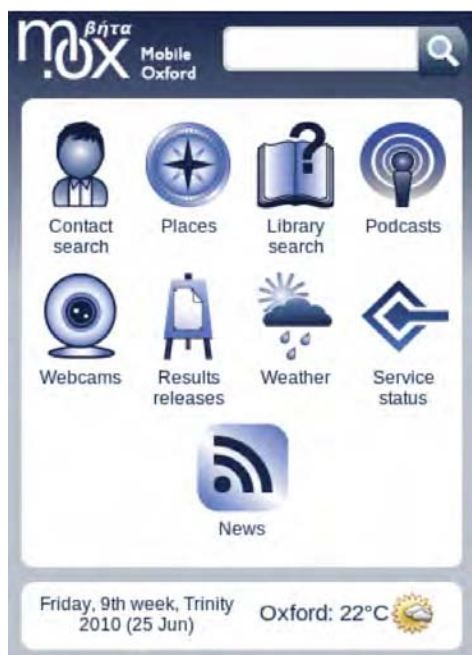 βήτα
mox
Mobile
Oxford
Contact
search
Places
Library
search
Podcasts
Webcams
Results
releases
Weather
Service
status
News
Friday, 9th week, Trinity
2010 (25 Jun)
Oxford: 22°C